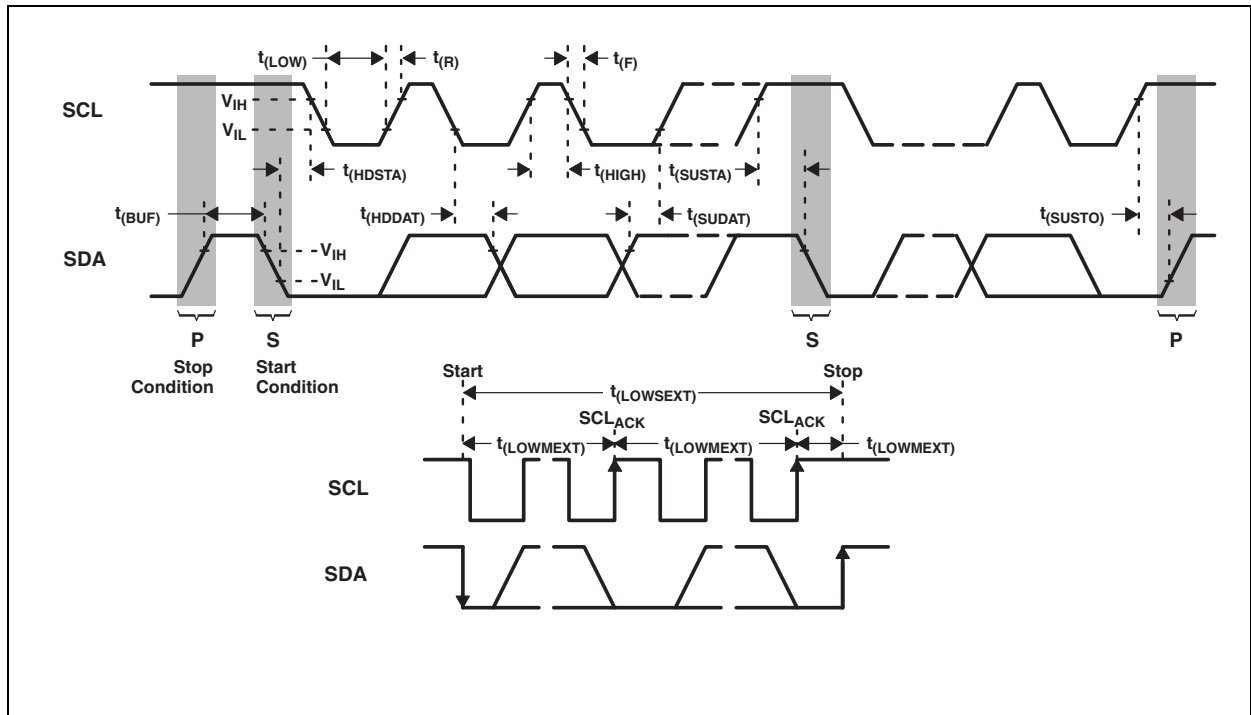 t(LOW)
t(R)
t(F)
SCL
VIH
VIL
t(HDSTA)
t(HIGH)
t(SUSTA)
t(BUF)
t(HDDAT)
t(SUDAT)
t(SUSTO)
SDA
VIH
VIL
P
S
S
P
Stop
Condition
Start
Condition
Start
Stop
t(LOWSEXT)
SCLACK
SCLACK
t(LOWMEXT)
t(LOWMEXT)
t(LOWMEXT)
SCL
SDA